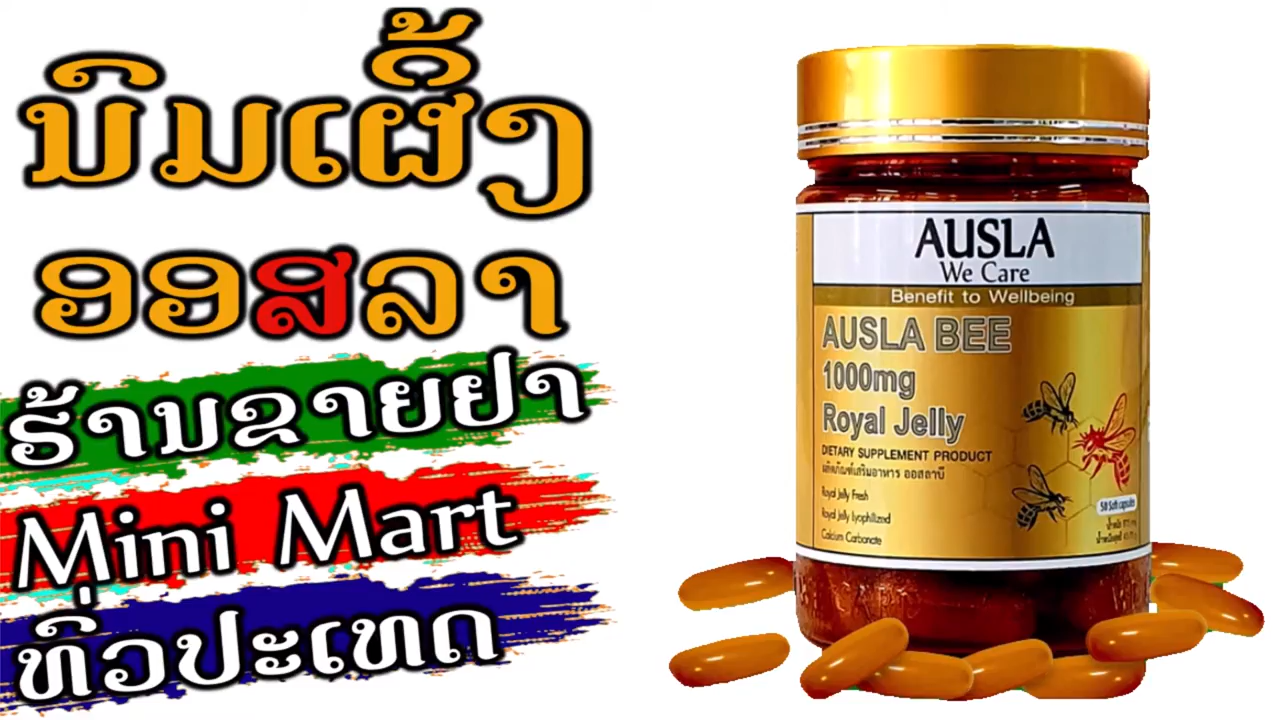 ນົມເຜິ້ງ
ອອສລາ
ຮ້ານຂາຍຢາ
Mini Mart
ທົ່ວປະເທດ
AUSLA
We Care
Benefit to Wellbeing
AUSLA BEE
1000mg
Royal Jelly
DIETARY SUPPLEMENT PRODUCT
ผลิตภัณฑ์เสริมอาหาร ออสลาบี
Royal Jelly Fresh
Royal Jelly Lyophilized
Calcium Carbonate
50 Soft capsules